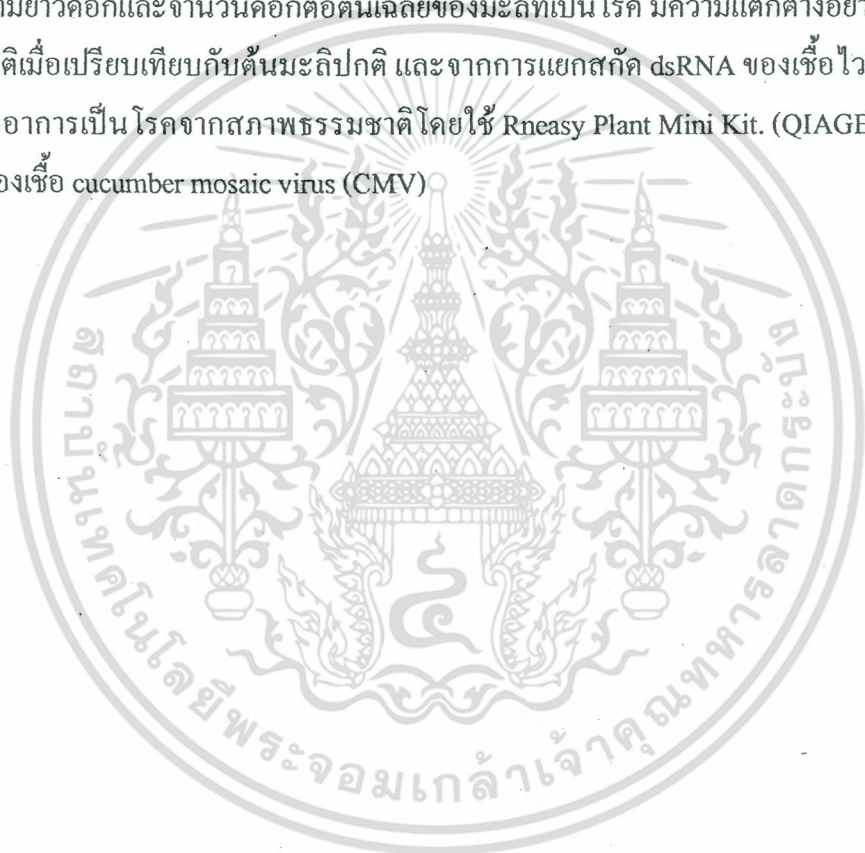 ามยาวดอกและจำนวนดอกต่อต้นเฉลี่ยของมะลิที่เป็นโรค มีความแตกต่างอย่า
ติเมื่อเปรียบเทียบกับต้นมะลิปกติ และจากการแยกสกัด dsRNA ของเชื้อไว
อาการเป็นโรคจากสภาพธรรมชาติโดยใช้ Rneasy Plant Mini Kit. (QIAGE
องเชื้อ cucumber mosaic virus (CMV)
สถาบันเทคโนโลยีพระจอมเกล้าเจ้าคุณทหารลาดกระบัง